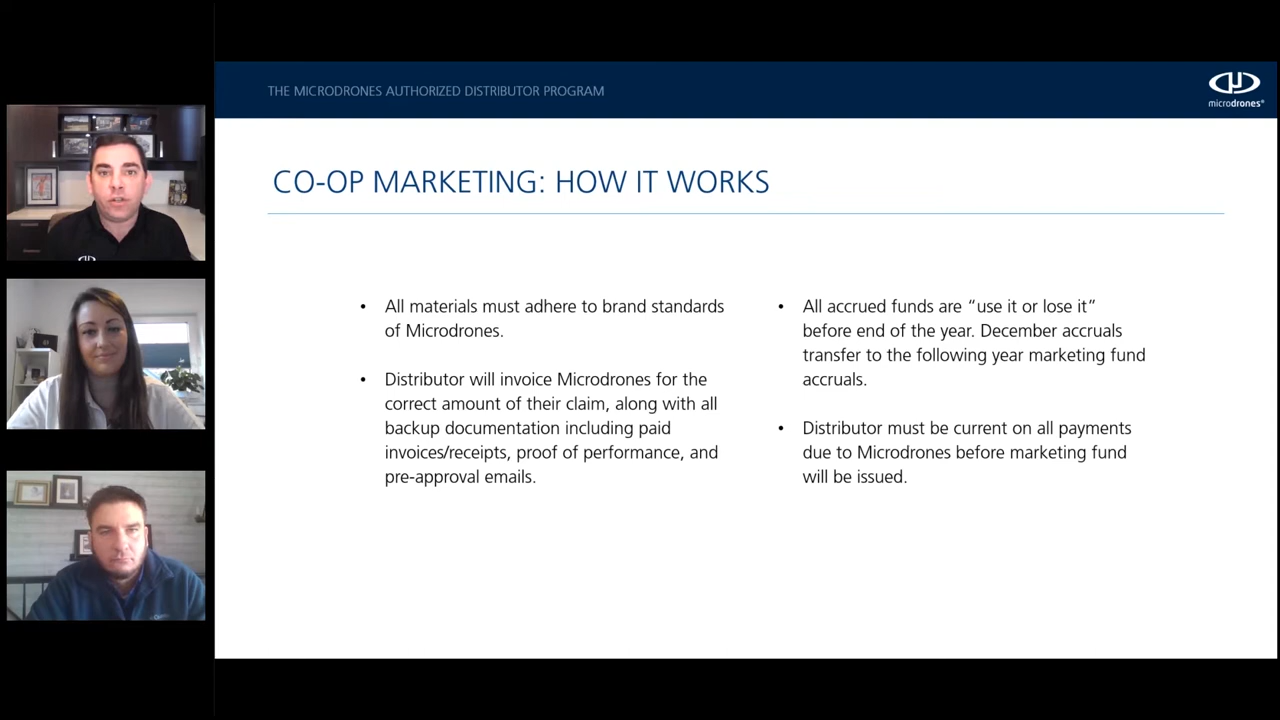 THE MICRODRONES AUTHORIZED DISTRIBUTOR PROGRAM
microdrones®
CO-OP MARKETING: HOW IT WORKS
• All materials must adhere to brand standards
of Microdrones.
• Distributor will invoice Microdrones for the
correct amount of their claim, along with all
backup documentation including paid
invoices/receipts, proof of performance, and
pre-approval emails.
• All accrued funds are “use it or lose it”
before end of the year. December accruals
transfer to the following year marketing fund
accruals.
• Distributor must be current on all payments
due to Microdrones before marketing fund
will be issued.